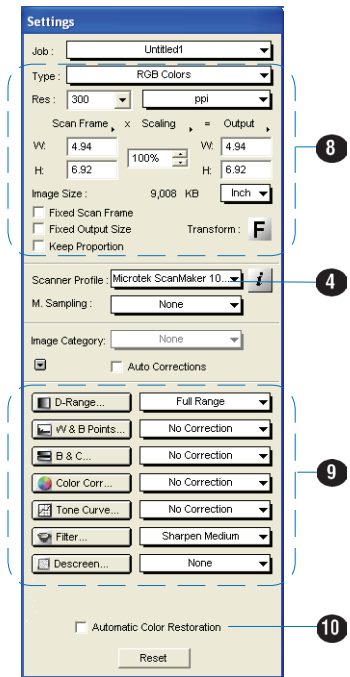 Settings
Job : Untitled1
Type : RGB Colors
Res : 300 ppi
Scan Frame x Scaling = Output
W: 4.94 100% W: 4.94
H: 6.92 H: 6.92
Image Size : 9,008 KB Inch
Fixed Scan Frame
Fixed Output Size Transform : F
Keep Proportion
8
Scanner Profile : Microtek ScanMaker 10... i
4
M. Sampling : None
Image Category: None
Auto Corrections
D-Range... Full Range
W & B Points... No Correction
B & C... No Correction
Color Corr... No Correction
Tone Curve... No Correction
Filter... Sharpen Medium
Descreen... None
9
Automatic Color Restoration
10
Reset